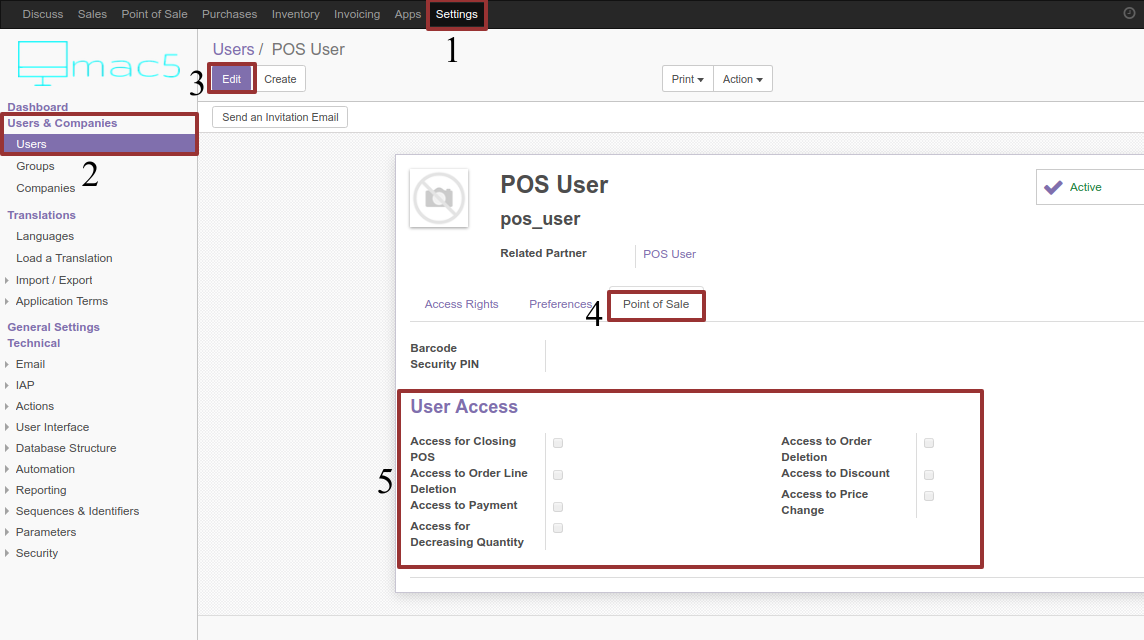 Discuss Sales Point of Sale Purchases Inventory Invoicing Apps Settings
1
mac5
Users / POS User
3
Edit Create Print Action
Send an Invitation Email
Dashboard
Users & Companies
Users
2
Groups
Companies
Translations
Languages
Load a Translation
Import / Export
Application Terms
General Settings
Technical
Email
IAP
Actions
User Interface
Database Structure
Automation
Reporting
Sequences & Identifiers
Parameters
Security
POS User
Active
pos_user
Related Partner POS User
Access Rights Preferences 4 Point of Sale
Barcode
Security PIN
5
User Access
Access for Closing
POS
Access to Order Line
Deletion
Access to Payment
Access for
Decreasing Quantity
Access to Order
Deletion
Access to Discount
Access to Price
Change